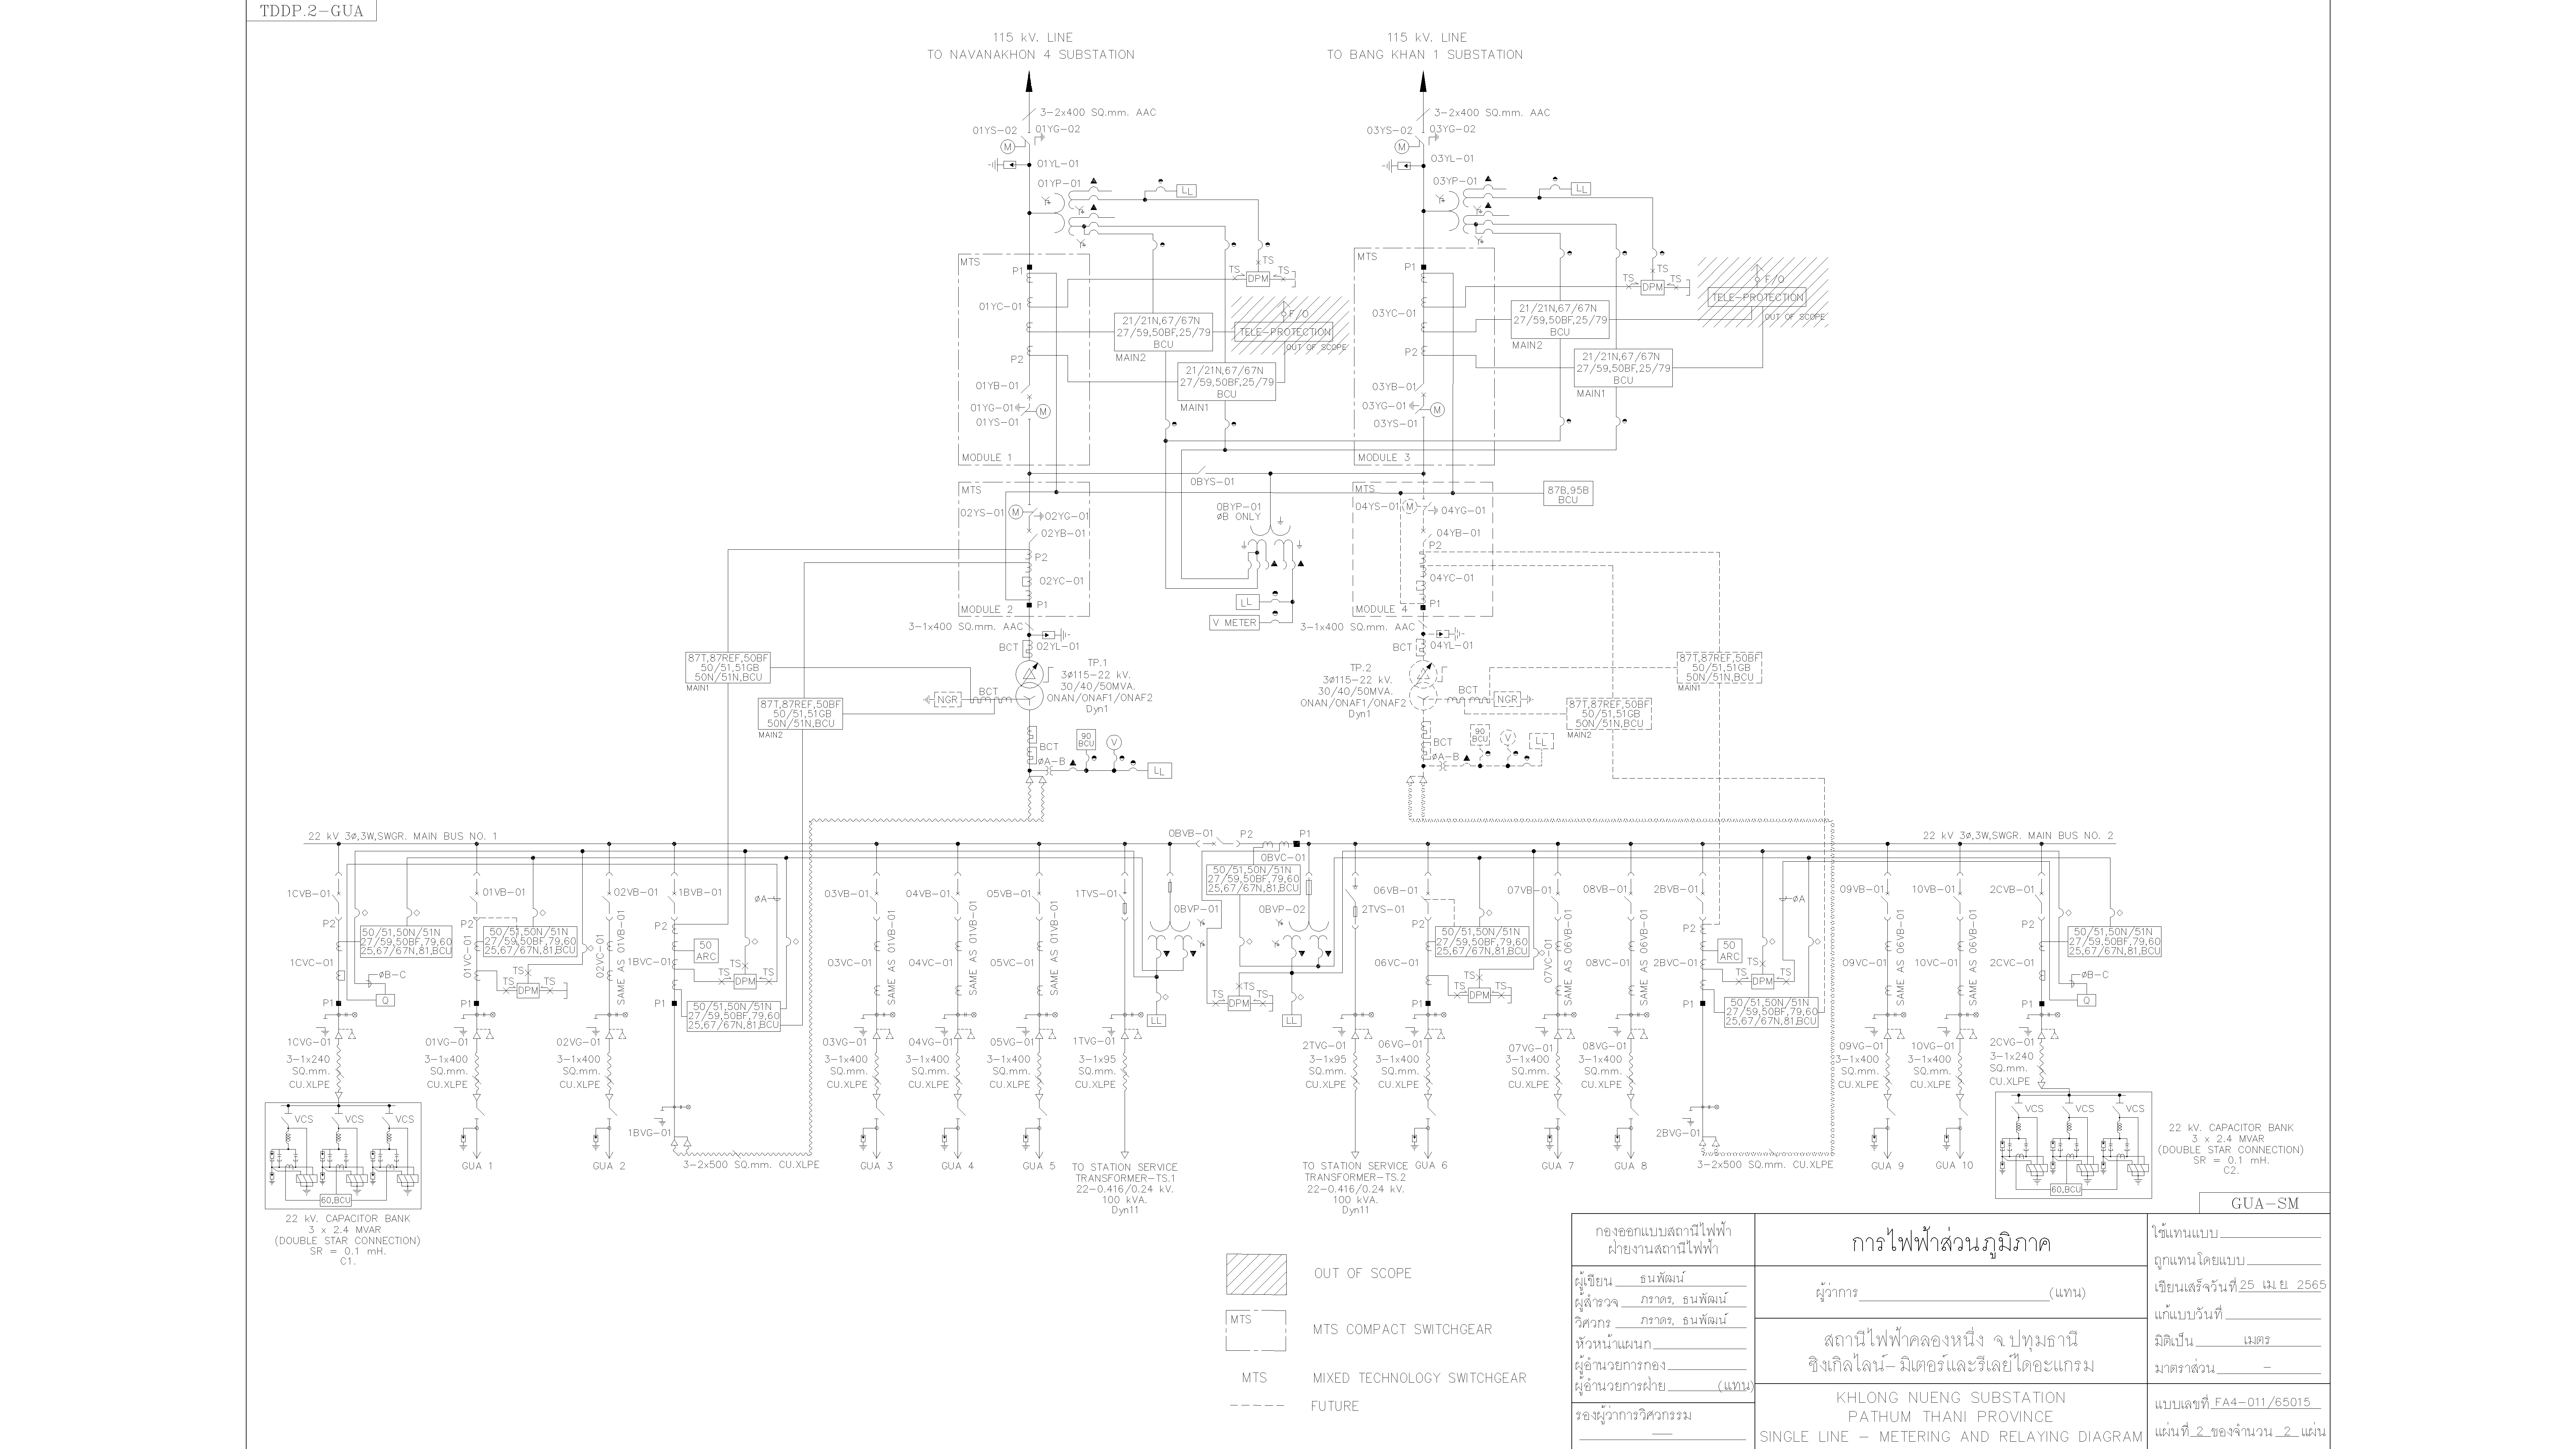 TDDP.2-GUA
115 kV. LINE
TO NAVANAKHON 4 SUBSTATION
115 kV. LINE
TO BANG KHAN 1 SUBSTATION
3-2x400 SQ.mm. AAC
01YS-02
01YG-02
M
01YL-01
01YP-01
LL
3-2x400 SQ.mm. AAC
03YS-02
03YG-02
M
03YL-01
03YP-01
LL
MTS
P1
01YC-01
P2
01YB-01
01YG-01
M
01YS-01
MODULE 1
TS
TS
TS
DPM
F/O
TELE-PROTECTION
OUT OF SCOPE
21/21N,67/67N
27/59,50BF,25/79
BCU
MAIN2
21/21N,67/67N
27/59,50BF,25/79
BCU
MAIN1
MTS
P1
03YC-01
P2
03YB-01
03YG-01
M
03YS-01
MODULE 3
TS
TS
TS
DPM
F/O
TELE-PROTECTION
OUT OF SCOPE
21/21N,67/67N
27/59,50BF,25/79
BCU
MAIN2
21/21N,67/67N
27/59,50BF,25/79
BCU
MAIN1
0BYS-01
MTS
02YS-01
M
02YG-01
02YB-01
P2
02YC-01
P1
MODULE 2
0BYP-01
ØB ONLY
LL
V METER
MTS
04YS-01
M
04YG-01
04YB-01
P2
04YC-01
P1
MODULE 4
87B,95B
BCU
3-1x400 SQ.mm. AAC
BCT
02YL-01
TP.1
3Ø115-22 kV.
30/40/50MVA.
ONAN/ONAF1/ONAF2
Dyn1
NGR
BCT
87T,87REF,50BF
50/51,51GB
50N/51N,BCU
MAIN1
87T,87REF,50BF
50/51,51GB
50N/51N,BCU
MAIN2
BCT
ØA-B
90
BCU
V
LL
3-1x400 SQ.mm. AAC
BCT
04YL-01
TP.2
3Ø115-22 kV.
30/40/50MVA.
ONAN/ONAF1/ONAF2
Dyn1
BCT
NGR
87T,87REF,50BF
50/51,51GB
50N/51N,BCU
MAIN1
87T,87REF,50BF
50/51,51GB
50N/51N,BCU
MAIN2
BCT
ØA-B
90
BCU
V
LL
22 kV 3Ø,3W,SWGR. MAIN BUS NO. 1
0BVB-01
P2
P1
0BVC-01
22 kV 3Ø,3W,SWGR. MAIN BUS NO. 2
50/51,50N/51N
27/59,50BF,79,60
25,67/67N,81,BCU
0BVP-01
0BVP-02
TS
TS
TS
DPM
LL
LL
1CVB-01
P2
1CVC-01
P1
50/51,50N/51N
27/59,50BF,79,60
25,67/67N,81,BCU
ØB-C
Q
1CVG-01
3-1x240
SQ.mm.
CU.XLPE
01VB-01
P2
01VC-01
P1
50/51,50N/51N
27/59,50BF,79,60
25,67/67N,81,BCU
TS
TS
TS
DPM
01VG-01
3-1x400
SQ.mm.
CU.XLPE
GUA 1
02VB-01
02VC-01
SAME AS 01VB-01
02VG-01
3-1x400
SQ.mm.
CU.XLPE
GUA 2
1BVB-01
P2
1BVC-01
P1
50
ARC
ØA
TS
TS
TS
DPM
50/51,50N/51N
27/59,50BF,79,60
25,67/67N,81,BCU
1BVG-01
3-2x500 SQ.mm. CU.XLPE
03VB-01
03VC-01
SAME AS 01VB-01
03VG-01
3-1x400
SQ.mm.
CU.XLPE
GUA 3
04VB-01
04VC-01
SAME AS 01VB-01
04VG-01
3-1x400
SQ.mm.
CU.XLPE
GUA 4
05VB-01
05VC-01
SAME AS 01VB-01
05VG-01
3-1x400
SQ.mm.
CU.XLPE
GUA 5
1TVS-01
1TVG-01
3-1x95
SQ.mm.
CU.XLPE
TO STATION SERVICE
TRANSFORMER-TS.1
22-0.416/0.24 kV.
100 kVA.
Dyn11
2TVS-01
2TVG-01
3-1x95
SQ.mm.
CU.XLPE
TO STATION SERVICE
TRANSFORMER-TS.2
22-0.416/0.24 kV.
100 kVA.
Dyn11
06VB-01
P2
06VC-01
P1
50/51,50N/51N
27/59,50BF,79,60
25,67/67N,81,BCU
TS
TS
TS
DPM
06VG-01
3-1x400
SQ.mm.
CU.XLPE
GUA 6
07VB-01
07VC-01
SAME AS 06VB-01
07VG-01
3-1x400
SQ.mm.
CU.XLPE
GUA 7
08VB-01
08VC-01
SAME AS 06VB-01
08VG-01
3-1x400
SQ.mm.
CU.XLPE
GUA 8
2BVB-01
P2
2BVC-01
P1
50
ARC
ØA
TS
TS
TS
DPM
50/51,50N/51N
27/59,50BF,79,60
25,67/67N,81,BCU
2BVG-01
3-2x500 SQ.mm. CU.XLPE
09VB-01
09VC-01
SAME AS 06VB-01
09VG-01
3-1x400
SQ.mm.
CU.XLPE
GUA 9
10VB-01
10VC-01
SAME AS 06VB-01
10VG-01
3-1x400
SQ.mm.
CU.XLPE
GUA 10
2CVB-01
P2
2CVC-01
P1
50/51,50N/51N
27/59,50BF,79,60
25,67/67N,81,BCU
ØB-C
Q
2CVG-01
3-1x240
SQ.mm.
CU.XLPE
VCS
VCS
VCS
60,BCU
22 kV. CAPACITOR BANK
3 x 2.4 MVAR
(DOUBLE STAR CONNECTION)
SR = 0.1 mH.
C1.
VCS
VCS
VCS
60,BCU
22 kV. CAPACITOR BANK
3 x 2.4 MVAR
(DOUBLE STAR CONNECTION)
SR = 0.1 mH.
C2.
OUT OF SCOPE
MTS
MTS COMPACT SWITCHGEAR
MTS
MIXED TECHNOLOGY SWITCHGEAR
FUTURE
GUA-SM
กองออกแบบสถานีไฟฟ้า
ฝ่ายงานสถานีไฟฟ้า
ผู้เขียน ธนพัฒน์
ผู้สำรวจ ภราดร, ธนพัฒน์
วิศวกร ภราดร, ธนพัฒน์
หัวหน้าแผนก
ผู้อำนวยการกอง
ผู้อำนวยการฝ่าย (แทน)
รองผู้ว่าการวิศวกรรม
การไฟฟ้าส่วนภูมิภาค
ผู้ว่าการ (แทน)
สถานีไฟฟ้าคลองหนึ่ง จ.ปทุมธานี
ซิงเกิลไลน์-มิเตอร์และรีเลย์ไดอะแกรม
KHLONG NUENG SUBSTATION
PATHUM THANI PROVINCE
SINGLE LINE - METERING AND RELAYING DIAGRAM
ใช้แทนแบบ
ถูกแทนโดยแบบ
เขียนเสร็จวันที่ 25 เม.ย. 2565
แก้แบบวันที่
มิติเป็น เมตร
มาตราส่วน -
แบบเลขที่ FA4-011/65015
แผ่นที่ 2 ของจำนวน 2 แผ่น